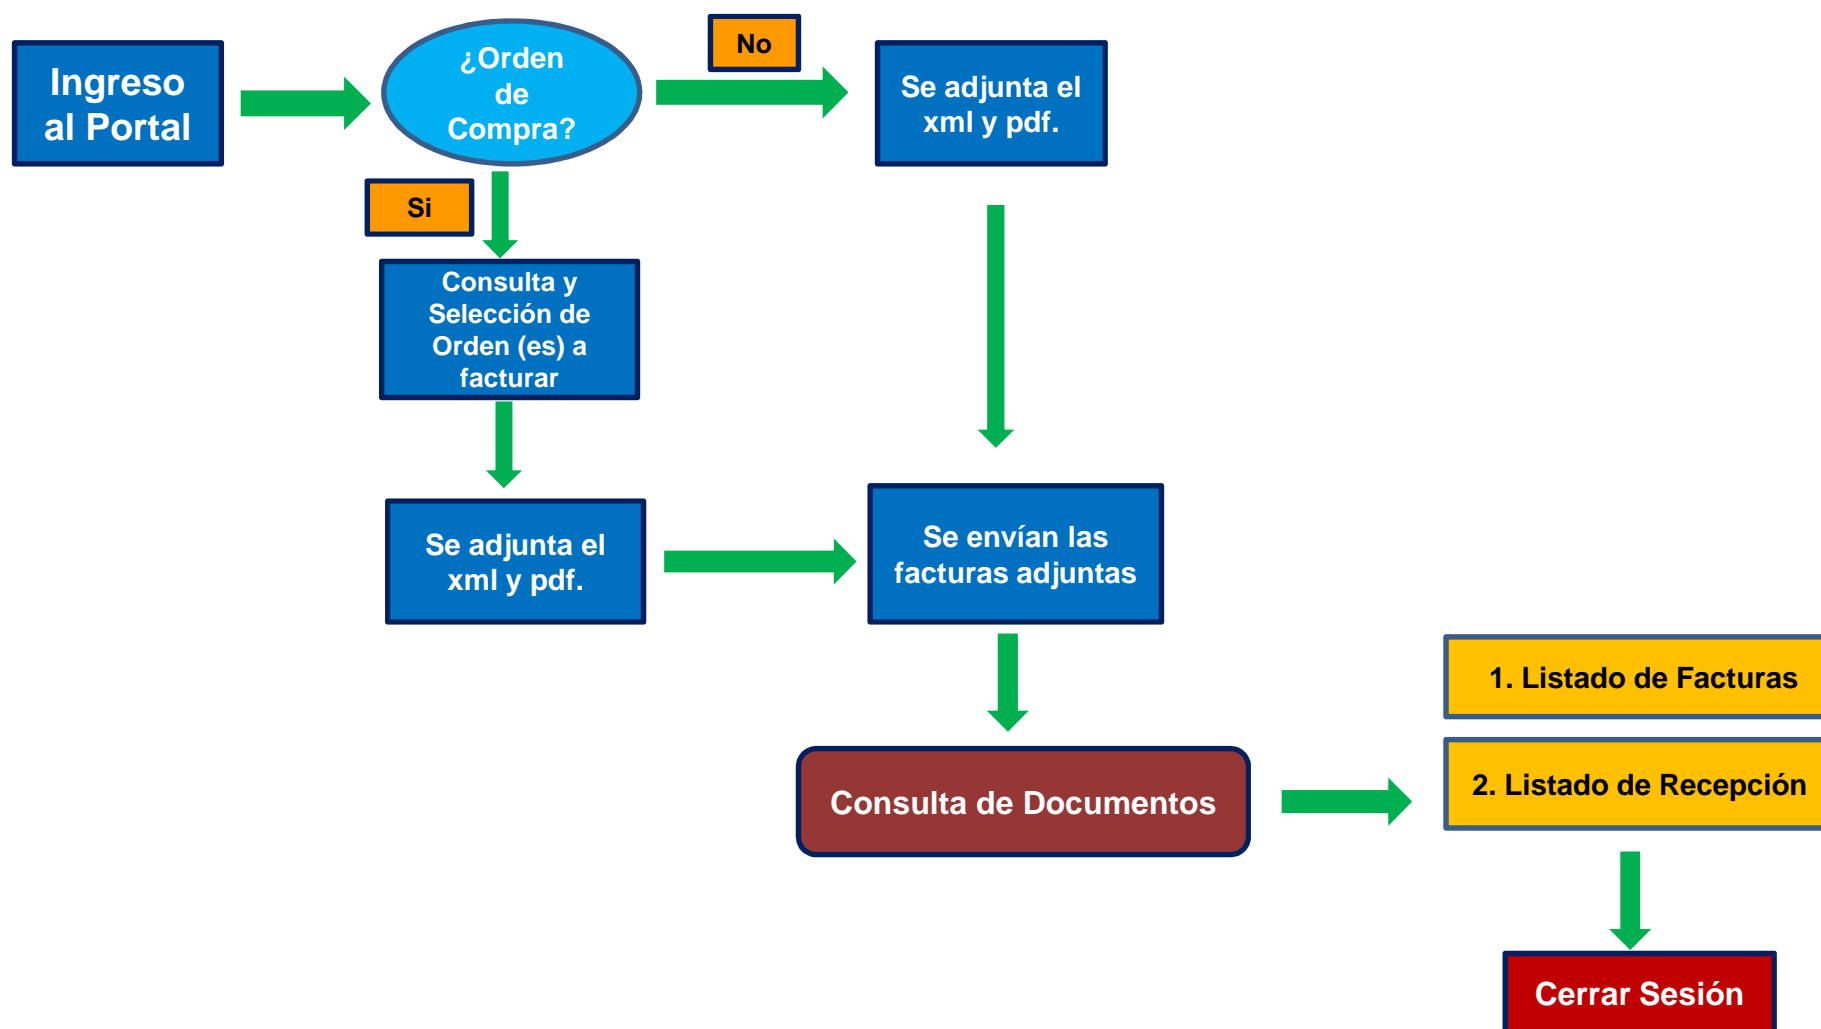 Ingreso
al Portal
¿Orden
de
Compra?
No
Se adjunta el
xml y pdf.
Si
Consulta y
Selección de
Orden (es) a
facturar
Se adjunta el
xml y pdf.
Se envían las
facturas adjuntas
Consulta de Documentos
1. Listado de Facturas
2. Listado de Recepción
Cerrar Sesión